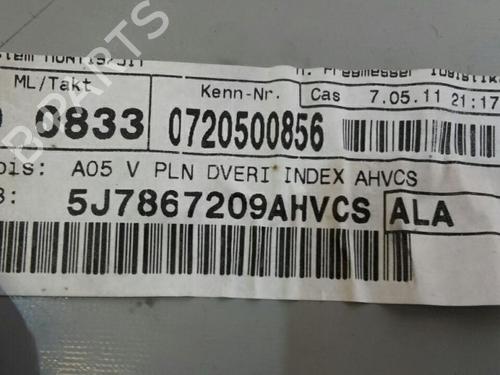 ML/Takt
Kenn-Nr.
Cas 7.05.11 21:17
0833
0720500856
A05 V PLN DVERI INDEX AHVCS
5J7867209AHVCS ALA